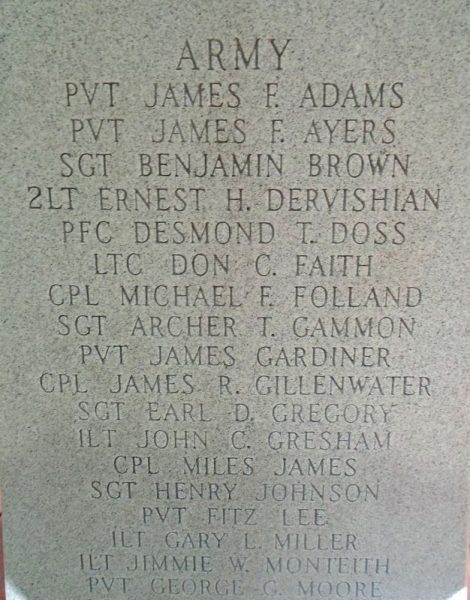 ARMY
PVT JAMES F. ADAMS
PVT JAMES F. AYERS
SGT BENJAMIN BROWN
2LT ERNEST H. DERVISHIAN
PFC DESMOND T. DOSS
LTC DON C. FAITH
CPL MICHAEL F. FOLLAND
SGT ARCHER T. GAMMON
PVT JAMES GARDINER
CPL JAMES R. GILLENWATER
SGT EARL D. GREGORY
1LT JOHN C. GRESHAM
CPL MILES JAMES
SGT HENRY JOHNSON
PVT FITZ LEE
1LT GARY L. MILLER
1LT JIMMIE W. MONTEITH
PVT GEORGE G. MOORE